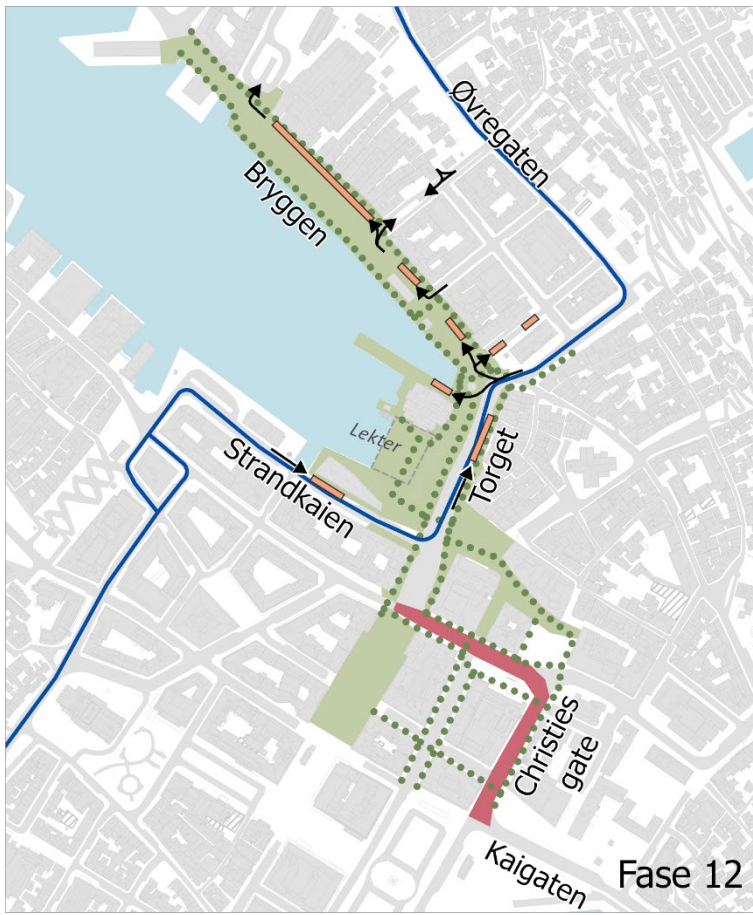 Øvregaten
Bryggen
Lekter
Strandkaien
Torget
Christies
gate
Kaigaten
Fase 12